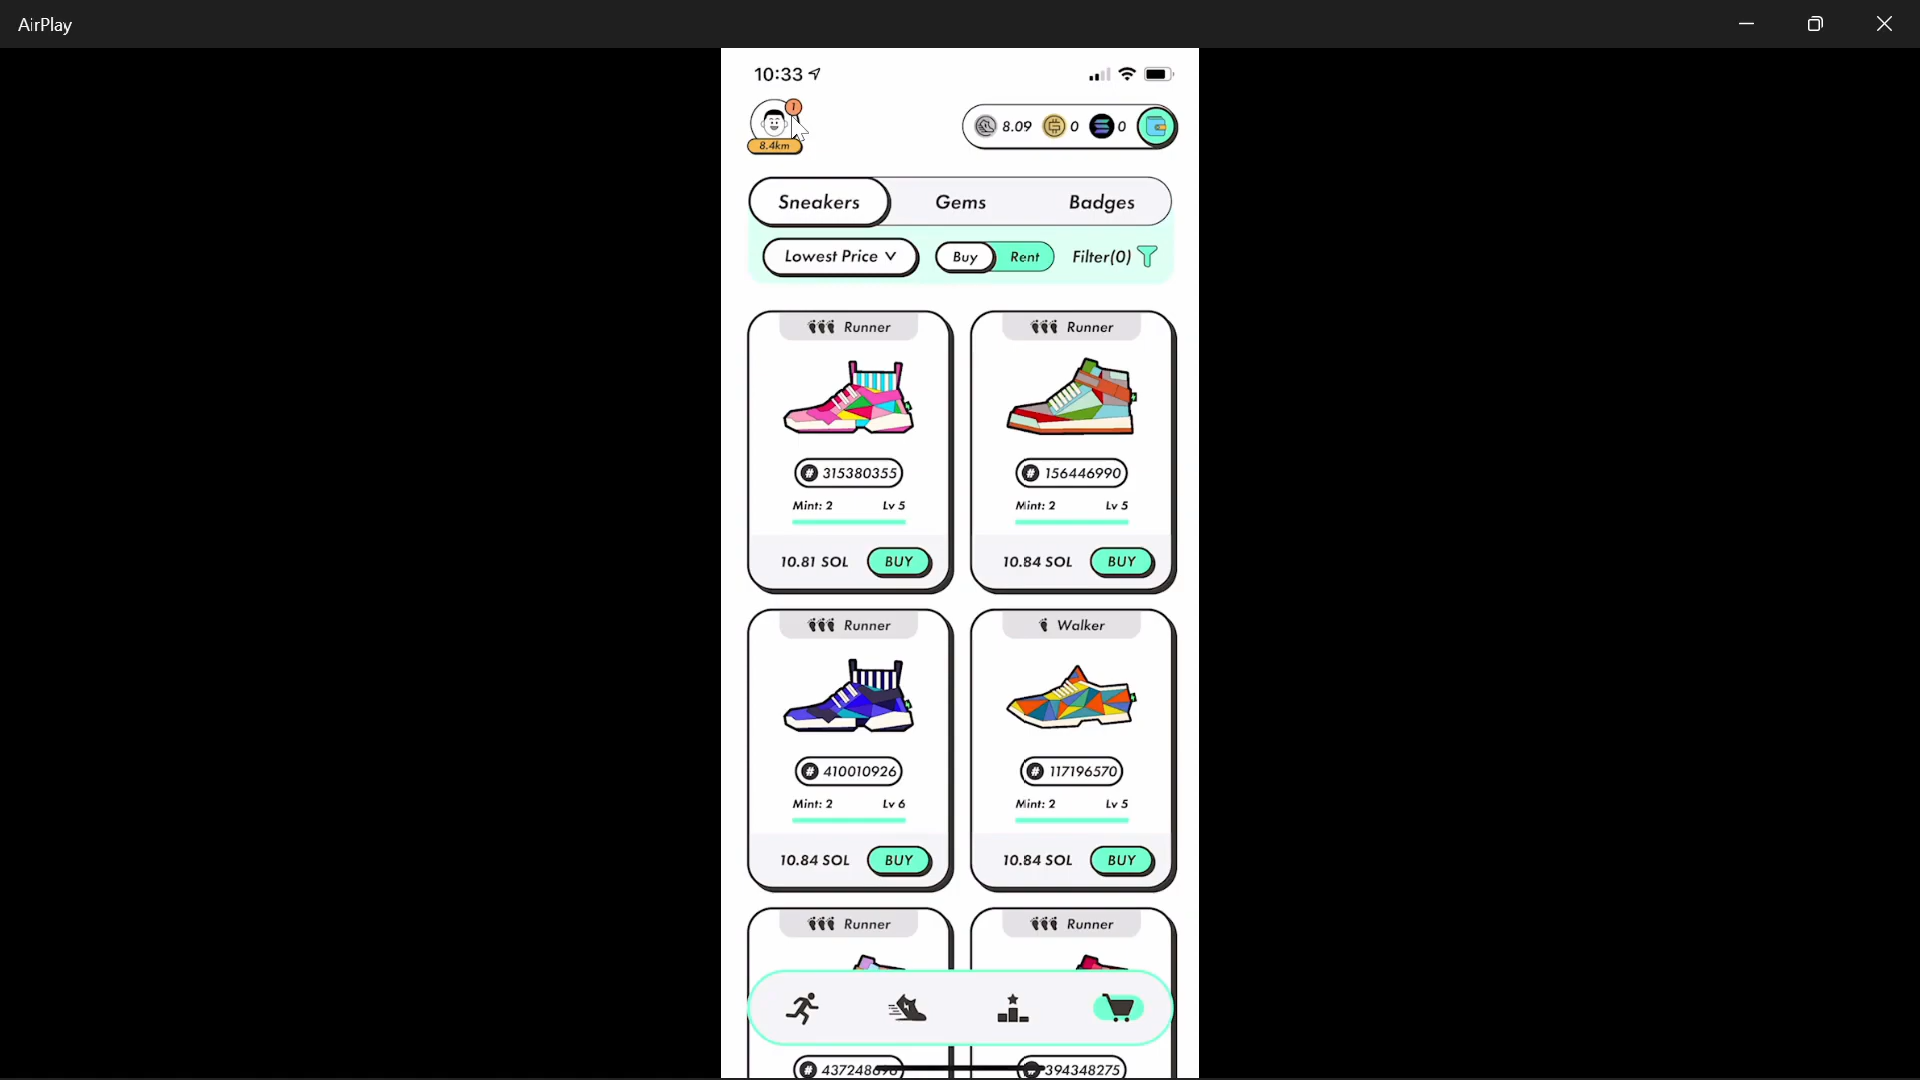 AirPlay
10:33
1
8.4km
8.09 0 0
Sneakers Gems Badges
Lowest Price Buy Rent Filter(0)
Runner Runner
# 315380355 # 156446990
Mint: 2 Lv 5 Mint: 2 Lv 5
10.81 SOL BUY 10.84 SOL BUY
Runner Walker
# 410010926 # 117196570
Mint: 2 Lv 6 Mint: 2 Lv 5
10.84 SOL BUY 10.84 SOL BUY
Runner Runner
# 394348275